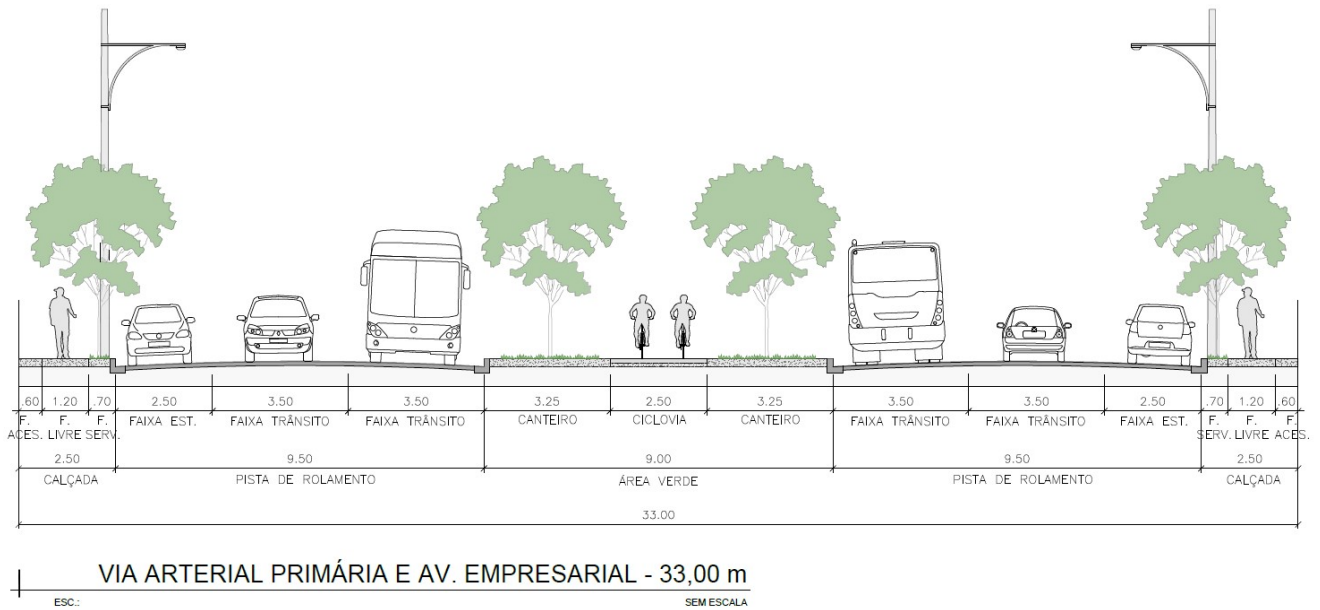 .60 1.20 .70 2.50 3.50 3.50 3.25 2.50 3.25 3.50 3.50 2.50 .70 1.20 .60
F. F. F. FAIXA EST. FAIXA TRÂNSITO FAIXA TRÂNSITO CANTEIRO CICLOVIA CANTEIRO FAIXA TRÂNSITO FAIXA TRÂNSITO FAIXA EST. F. F. F.
ACES. LIVRE SERV. SERV. LIVRE ACES.
2.50 9.50 9.00 9.50 2.50
CALÇADA PISTA DE ROLAMENTO ÁREA VERDE PISTA DE ROLAMENTO CALÇADA
33.00
VIA ARTERIAL PRIMÁRIA E AV. EMPRESARIAL - 33,00 m
ESC.: SEM ESCALA